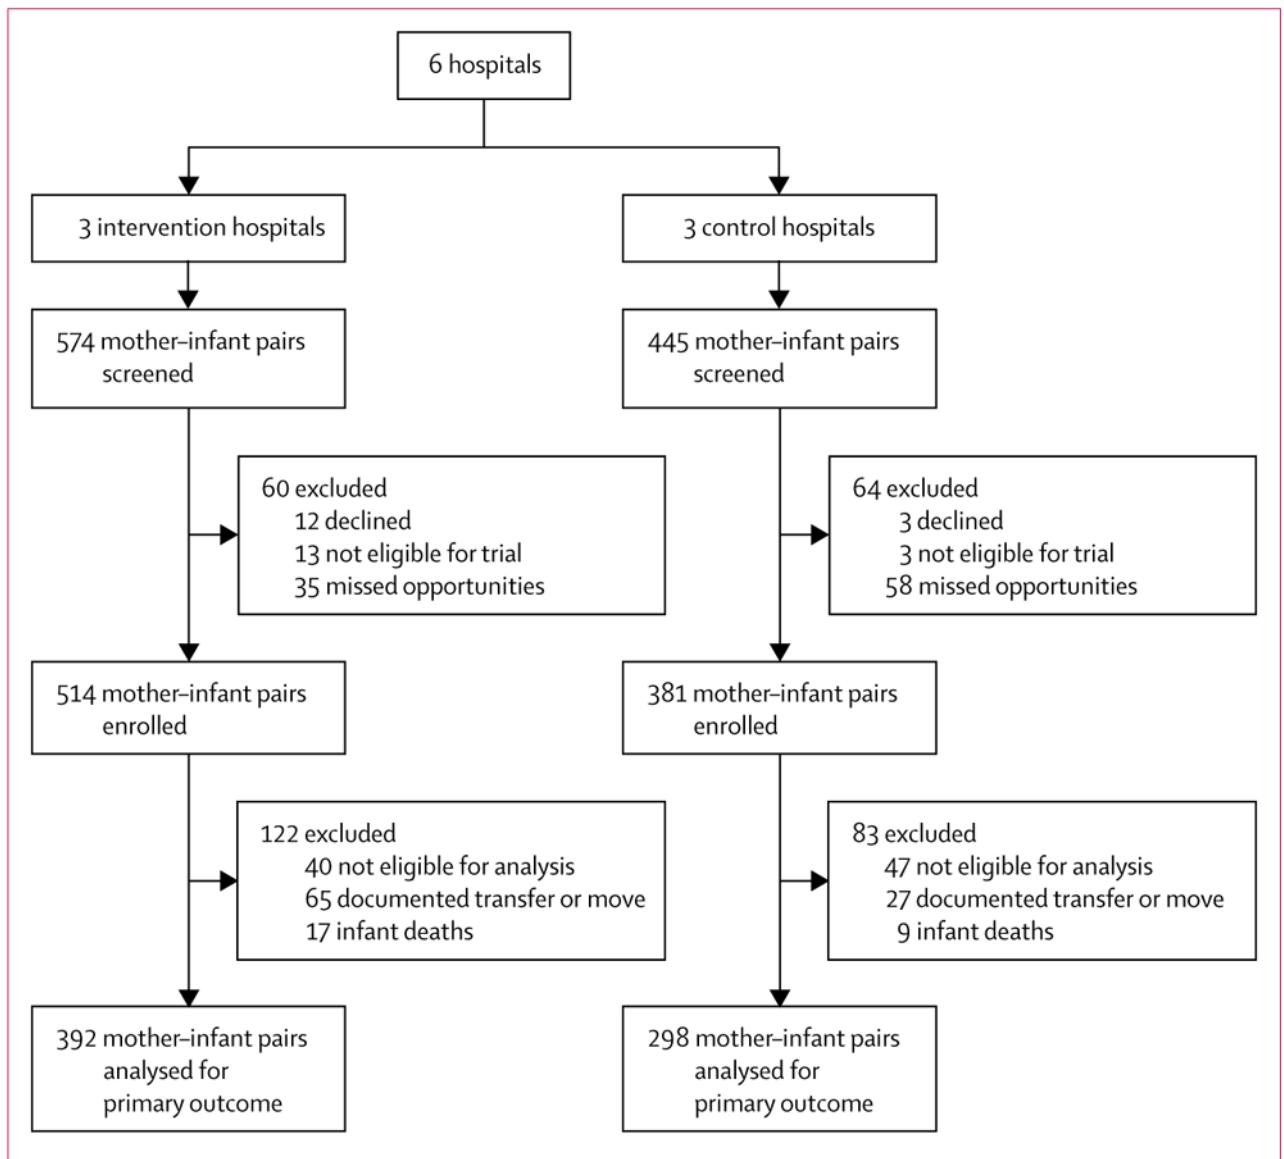 6 hospitals
3 intervention hospitals
3 control hospitals
574 mother–infant pairs
screened
445 mother–infant pairs
screened
60 excluded
12 declined
13 not eligible for trial
35 missed opportunities
64 excluded
3 declined
3 not eligible for trial
58 missed opportunities
514 mother–infant pairs
enrolled
381 mother–infant pairs
enrolled
122 excluded
40 not eligible for analysis
65 documented transfer or move
17 infant deaths
83 excluded
47 not eligible for analysis
27 documented transfer or move
9 infant deaths
392 mother–infant pairs
analysed for
primary outcome
298 mother–infant pairs
analysed for
primary outcome